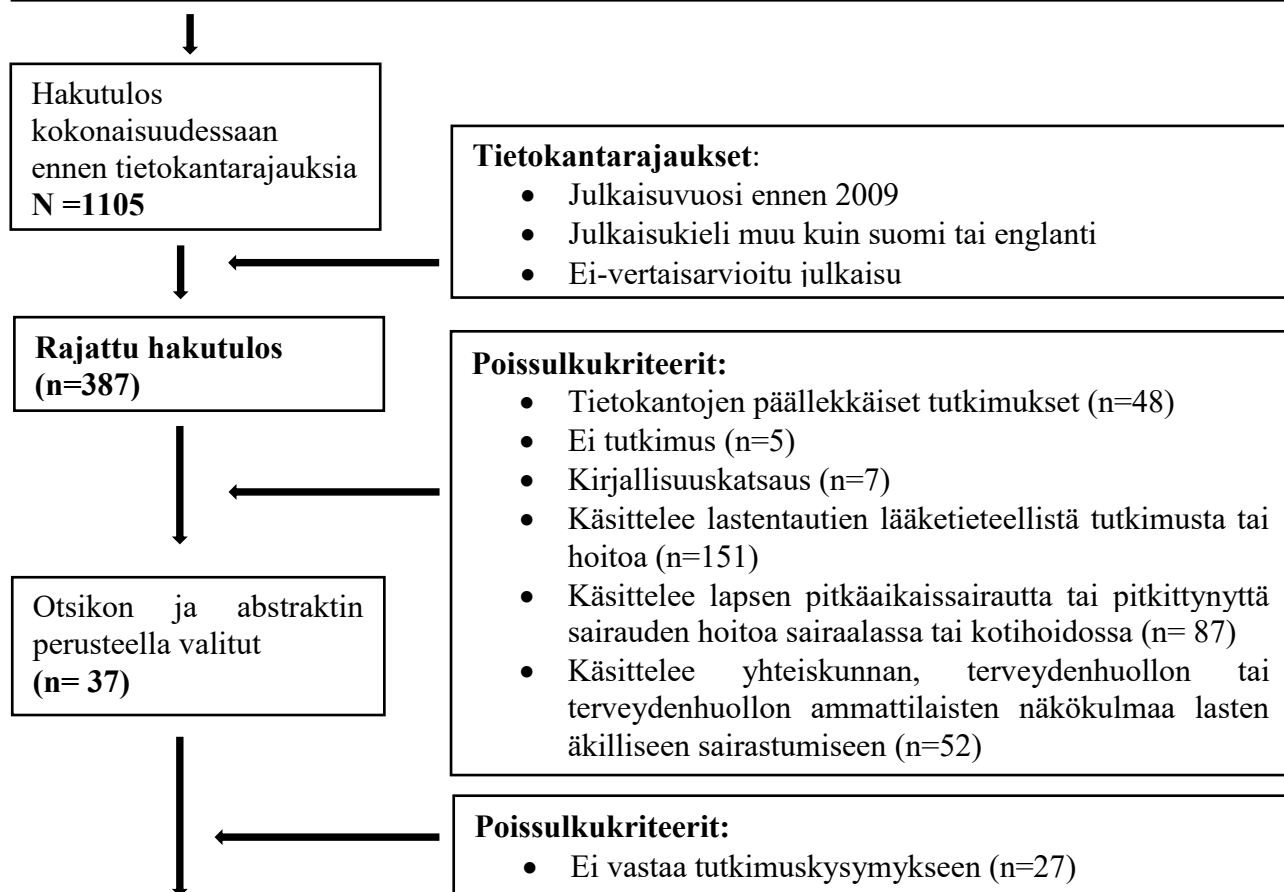 Hakutulos
kokonaisuudessaan
ennen tietokantarajauksia
N =1105
Tietokantarajaukset:
• Julkaisuvuosi ennen 2009
• Julkaisukieli muu kuin suomi tai englanti
• Ei-vertaisarvioitu julkaisu
Rajattu hakutulos
(n=387)
Poissulkukriteerit:
• Tietokantojen päällekkäiset tutkimukset (n=48)
• Ei tutkimus (n=5)
• Kirjallisuuskatsaus (n=7)
• Käsittelee lastentautien lääketieteellistä tutkimusta tai
hoitoa (n=151)
• Käsittelee lapsen pitkäaikaissairautta tai pitkittynyttä
sairauden hoitoa sairaalassa tai kotihoidossa (n= 87)
• Käsittelee yhteiskunnan, terveydenhuollon tai
terveydenhuollon ammattilaisten näkökulmaa lasten
äkilliseen sairastumiseen (n=52)
Otsikon ja abstraktin
perusteella valitut
(n= 37)
Poissulkukriteerit:
• Ei vastaa tutkimuskysymykseen (n=27)